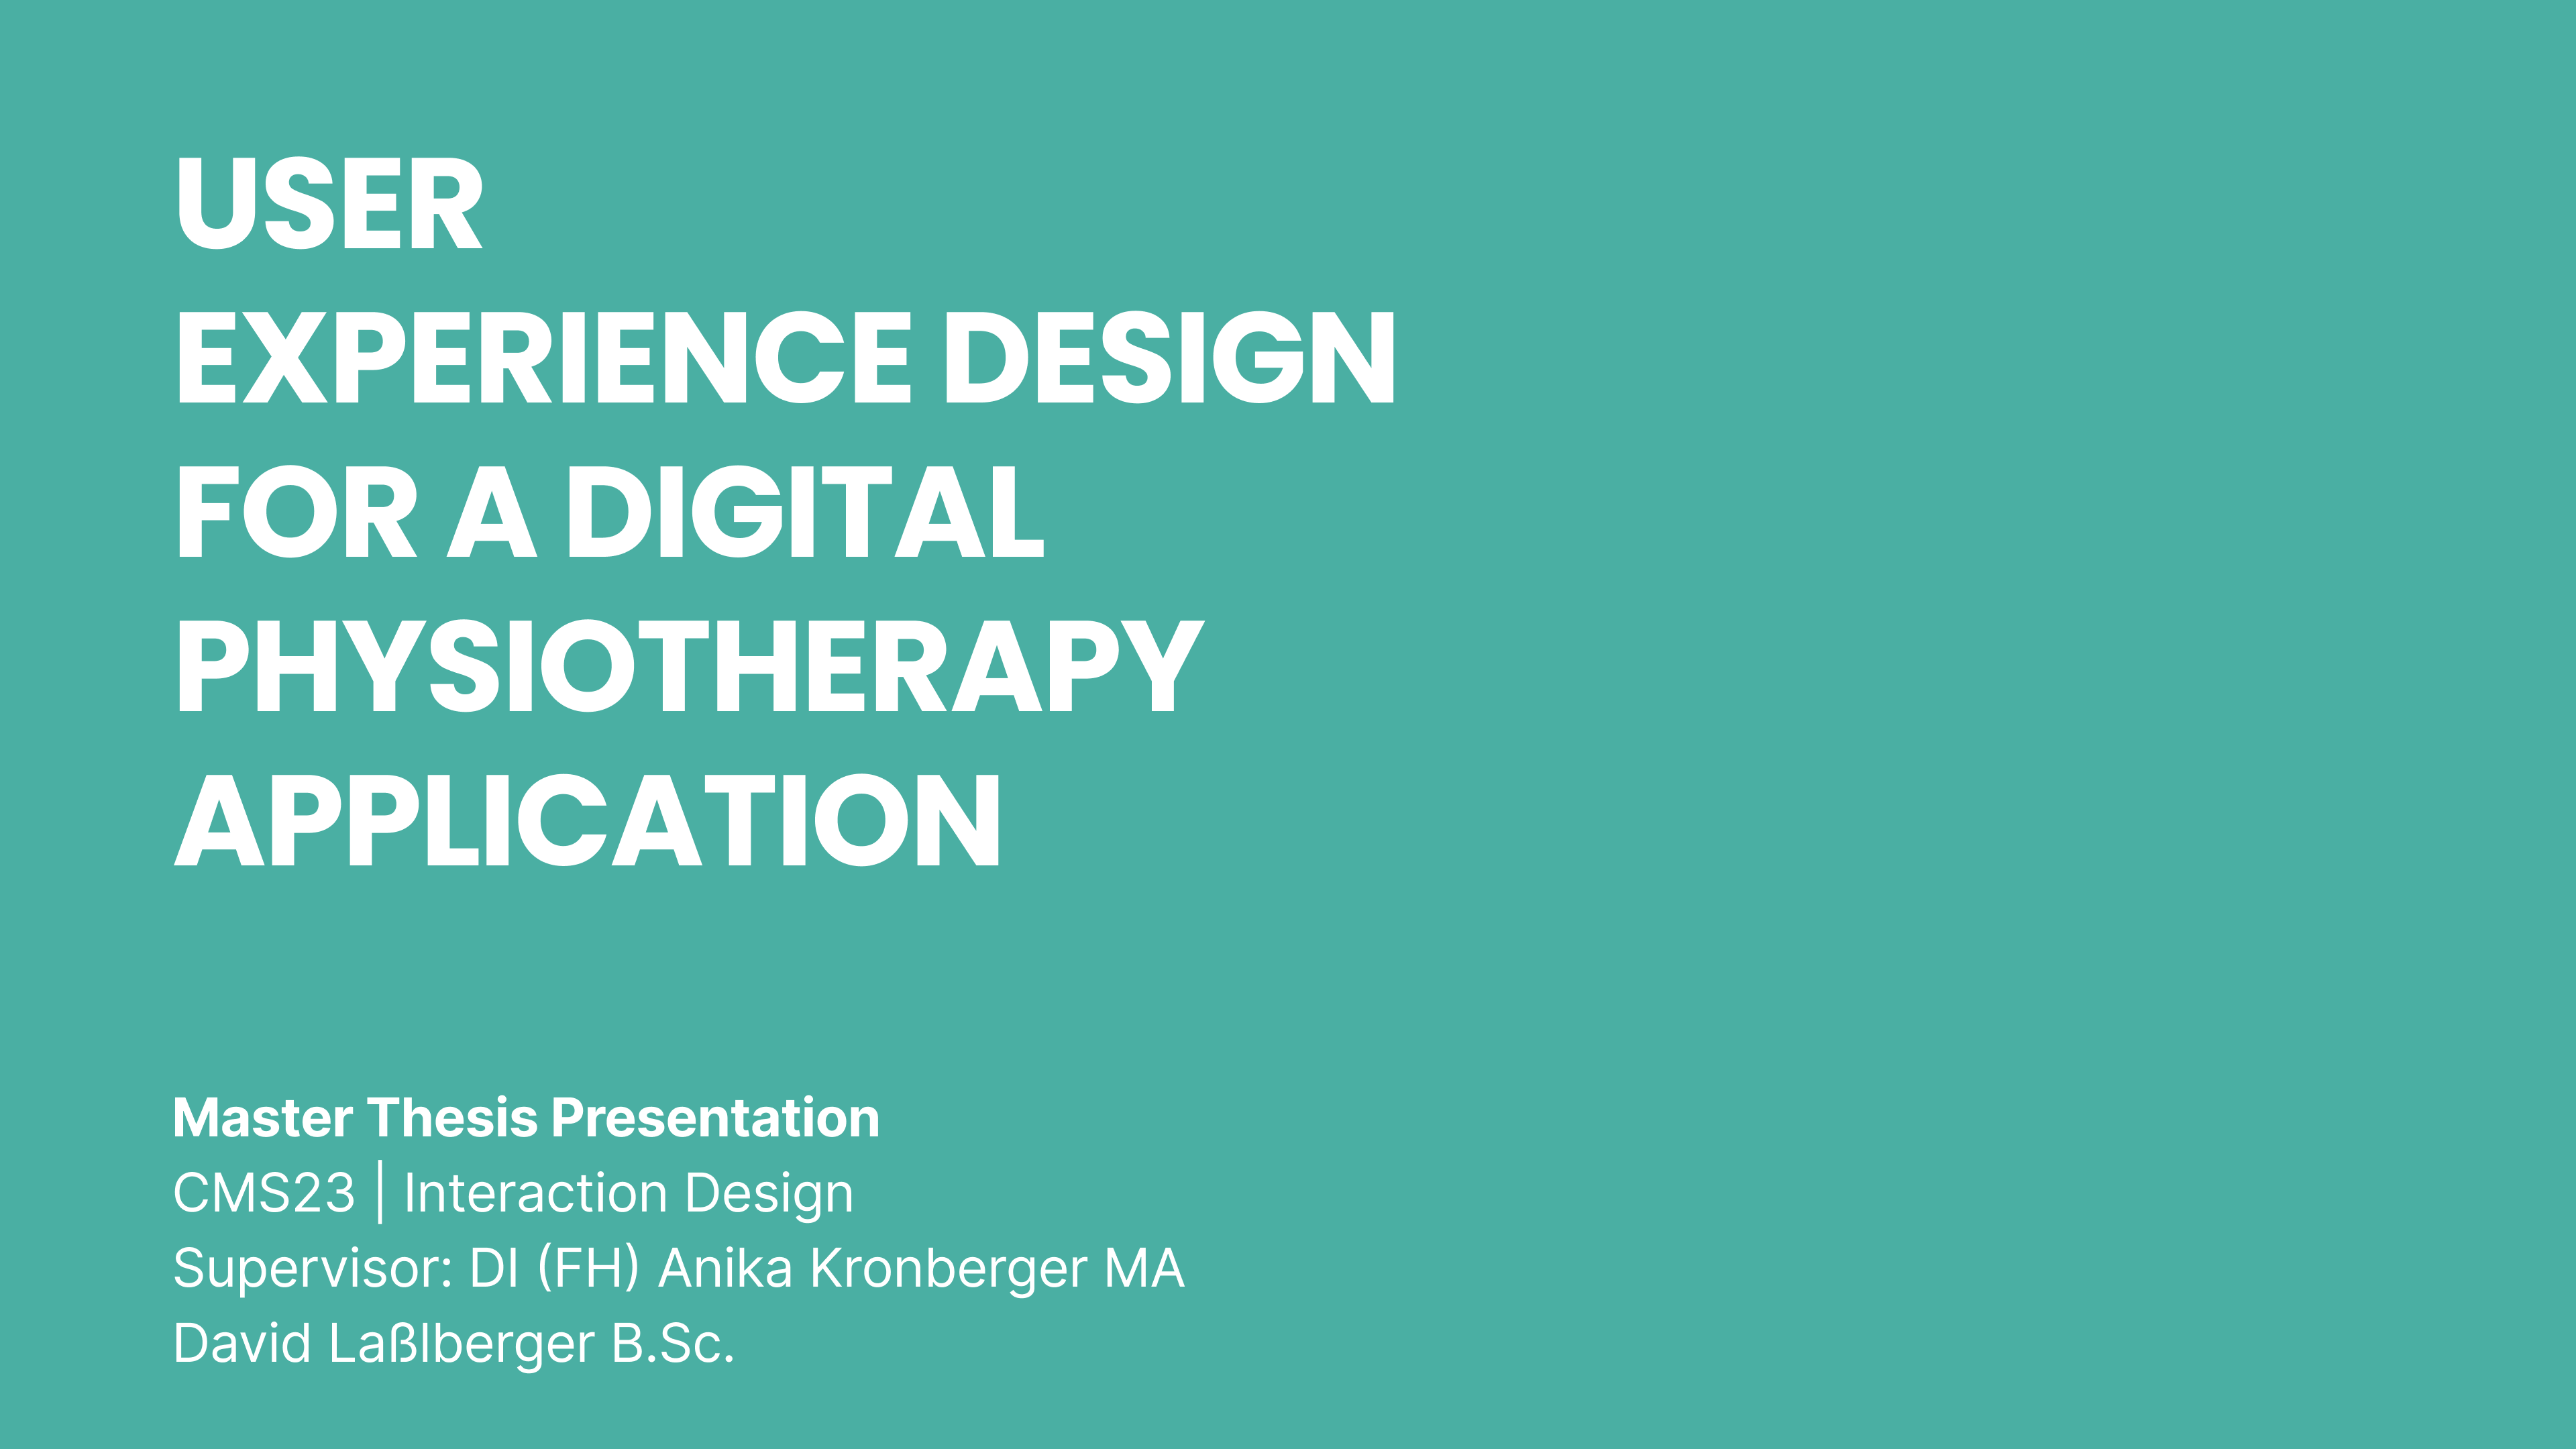 USER
EXPERIENCE DESIGN
FOR A DIGITAL
PHYSIOTHERAPY
APPLICATION
Master Thesis Presentation
CMS23 | Interaction Design
Supervisor: DI (FH) Anika Kronberger MA
David Laßlberger B.Sc.